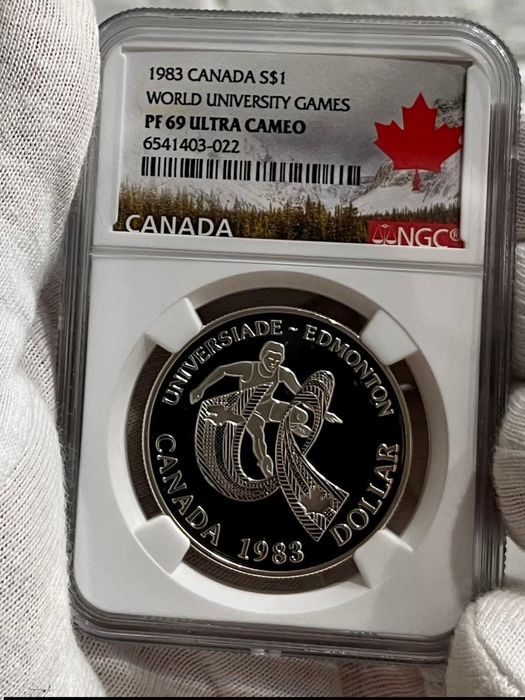 1983 CANADA S$1
WORLD UNIVERSITY GAMES
PF 69 ULTRA CAMEO
6541403-022
CANADA
NGC®
UNIVERSIADE ~ EDMONTON
CANADA 1983 DOLLAR